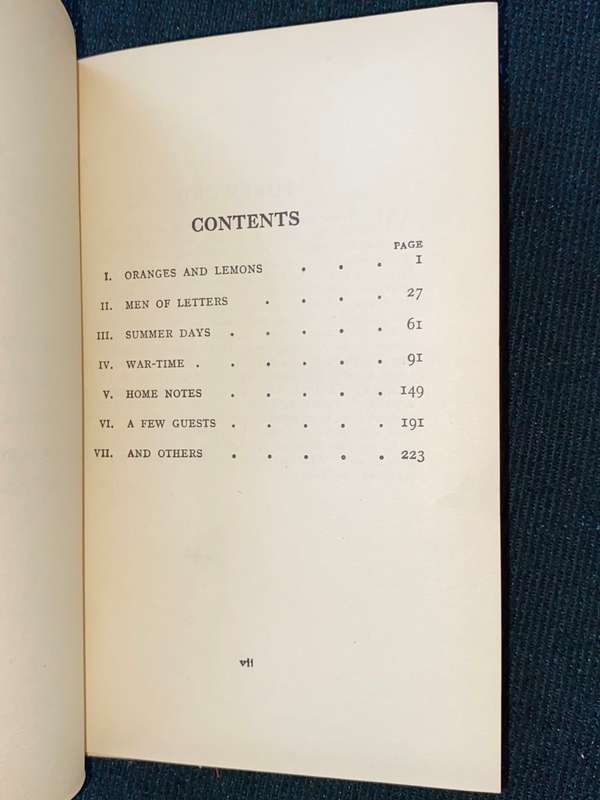 CONTENTS
PAGE
I. ORANGES AND LEMONS . . . 1
II. MEN OF LETTERS . . . . 27
III. SUMMER DAYS . . . . . 61
IV. WAR-TIME . . . . . . 91
V. HOME NOTES . . . . . 149
VI. A FEW GUESTS . . . . . 191
VII. AND OTHERS . . . . . 223
vii